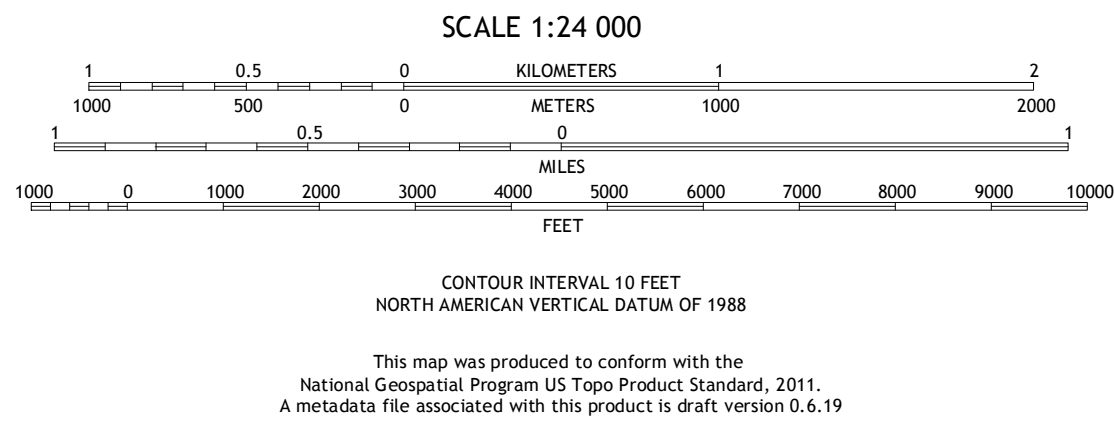 SCALE 1:24 000
1 0.5 0 KILOMETERS 1 2
1000 500 0 METERS 1000 2000
1 0.5 0 1
MILES
1000 0 1000 2000 3000 4000 5000 6000 7000 8000 9000 10000
FEET
CONTOUR INTERVAL 10 FEET
NORTH AMERICAN VERTICAL DATUM OF 1988
This map was produced to conform with the
National Geospatial Program US Topo Product Standard, 2011.
A metadata file associated with this product is draft version 0.6.19